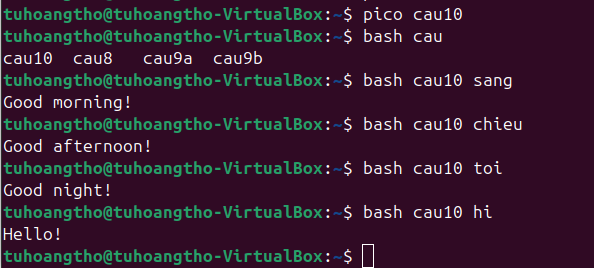 tuhoangtho@tuhoangtho-VirtualBox:~$ pico cau10
tuhoangtho@tuhoangtho-VirtualBox:~$ bash cau
cau10  cau8   cau9a  cau9b
tuhoangtho@tuhoangtho-VirtualBox:~$ bash cau10 sang
Good morning!
tuhoangtho@tuhoangtho-VirtualBox:~$ bash cau10 chieu
Good afternoon!
tuhoangtho@tuhoangtho-VirtualBox:~$ bash cau10 toi
Good night!
tuhoangtho@tuhoangtho-VirtualBox:~$ bash cau10 hi
Hello!
tuhoangtho@tuhoangtho-VirtualBox:~$